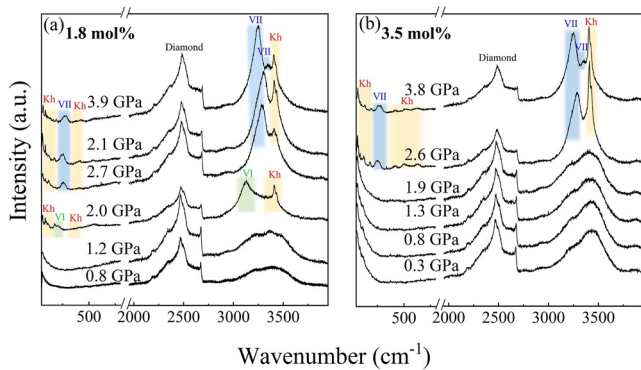 (a) 1.8 mol%
VII
VII
Kh
Diamond
Kh
VII
Kh
3.9 GPa
2.1 GPa
2.7 GPa
VI
Kh
2.0 GPa
Kh
VI
Kh
1.2 GPa
0.8 GPa
500
2000
2500
3000
3500
(b) 3.5 mol%
VII
Kh
VII
Diamond
3.8 GPa
Kh
VII
Kh
2.6 GPa
1.9 GPa
1.3 GPa
0.8 GPa
0.3 GPa
500
2000
2500
3000
3500
Intensity (a.u.)
Wavenumber (cm-1)